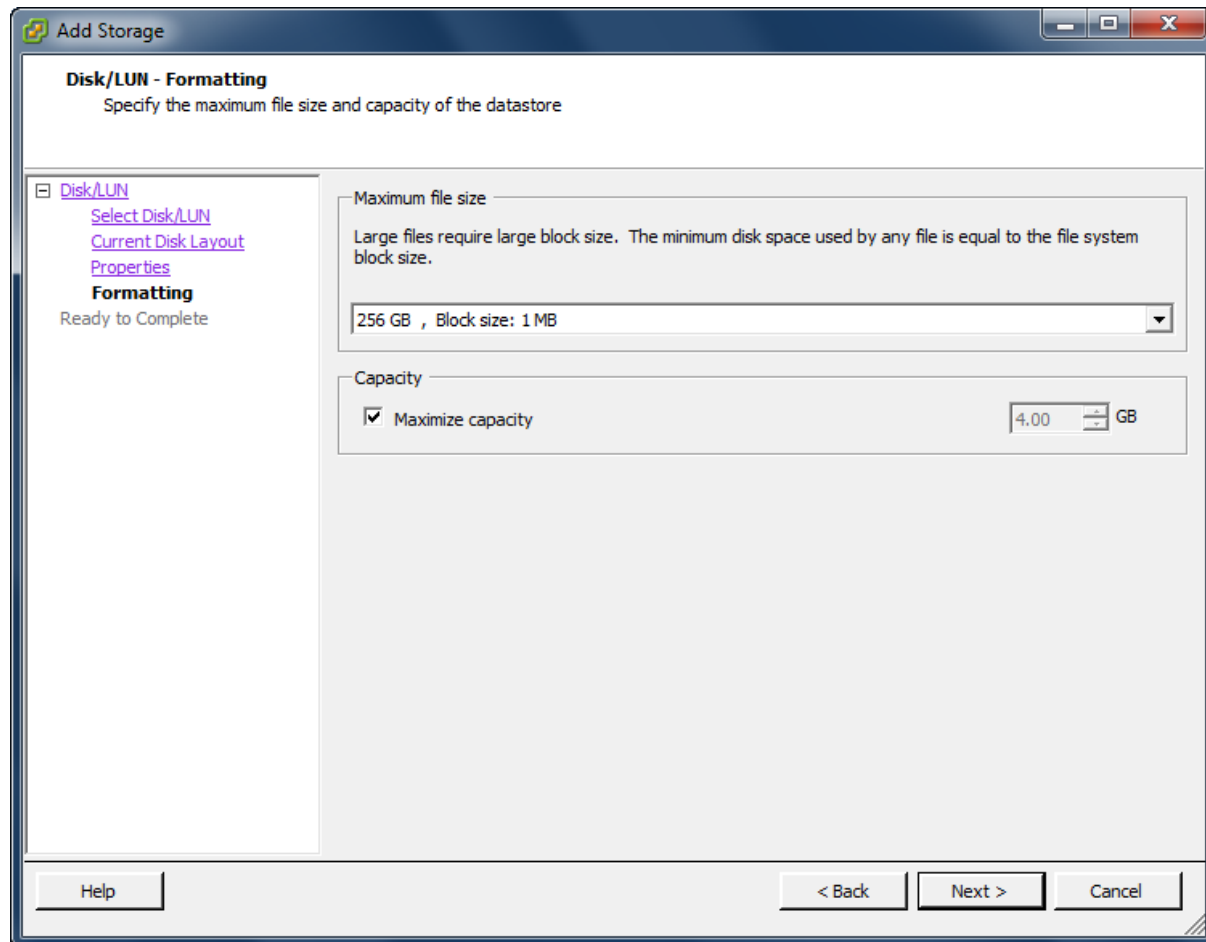 Add Storage
Disk/LUN - Formatting
Specify the maximum file size and capacity of the datastore
Disk/LUN
Select Disk/LUN
Current Disk Layout
Properties
Formatting
Ready to Complete
Maximum file size
Large files require large block size.  The minimum disk space used by any file is equal to the file system
block size.
256 GB  , Block size: 1 MB
Capacity
Maximize capacity
4.00 GB
Help
< Back
Next >
Cancel